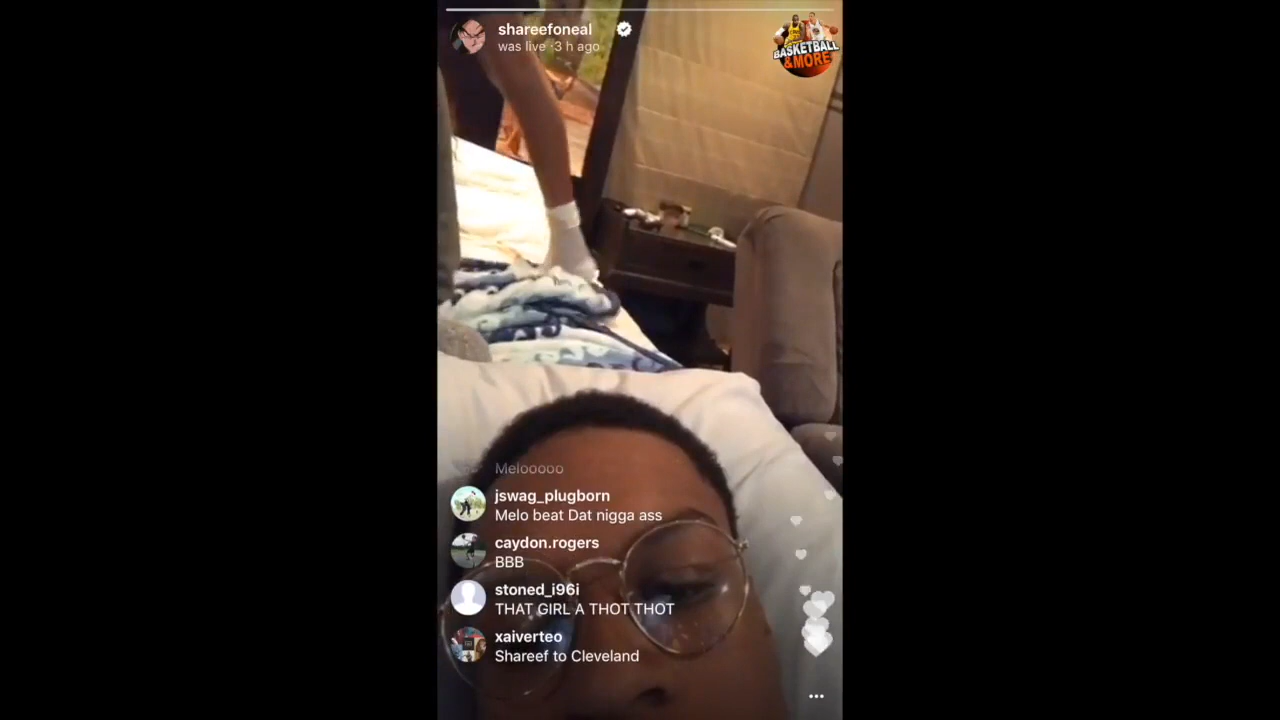 shareefoneal
was live · 3 h ago
BASKETBALL
&MORE
Melooooo
jswag_plugborn
Melo beat Dat nigga ass
caydon.rogers
BBB
stoned_i96i
THAT GIRL A THOT THOT
xaiverteo
Shareef to Cleveland